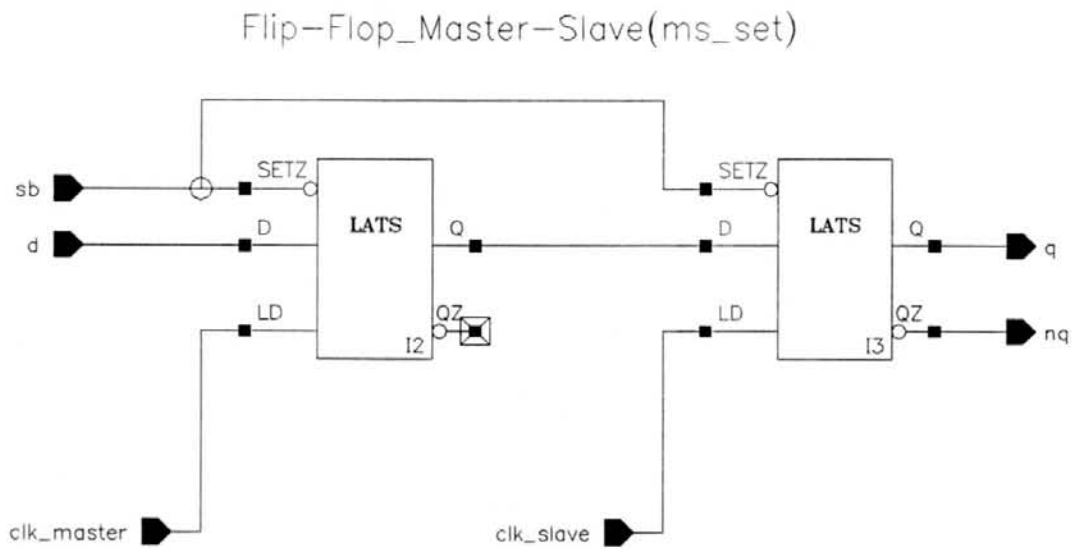 Flip-Flop_Master-Slave(ms_set)
sb
SETZ
SETZ
d
D
LATS
Q
D
LATS
Q
q
LD
QZ
I2
LD
QZ
I3
nq
clk_master
clk_slave